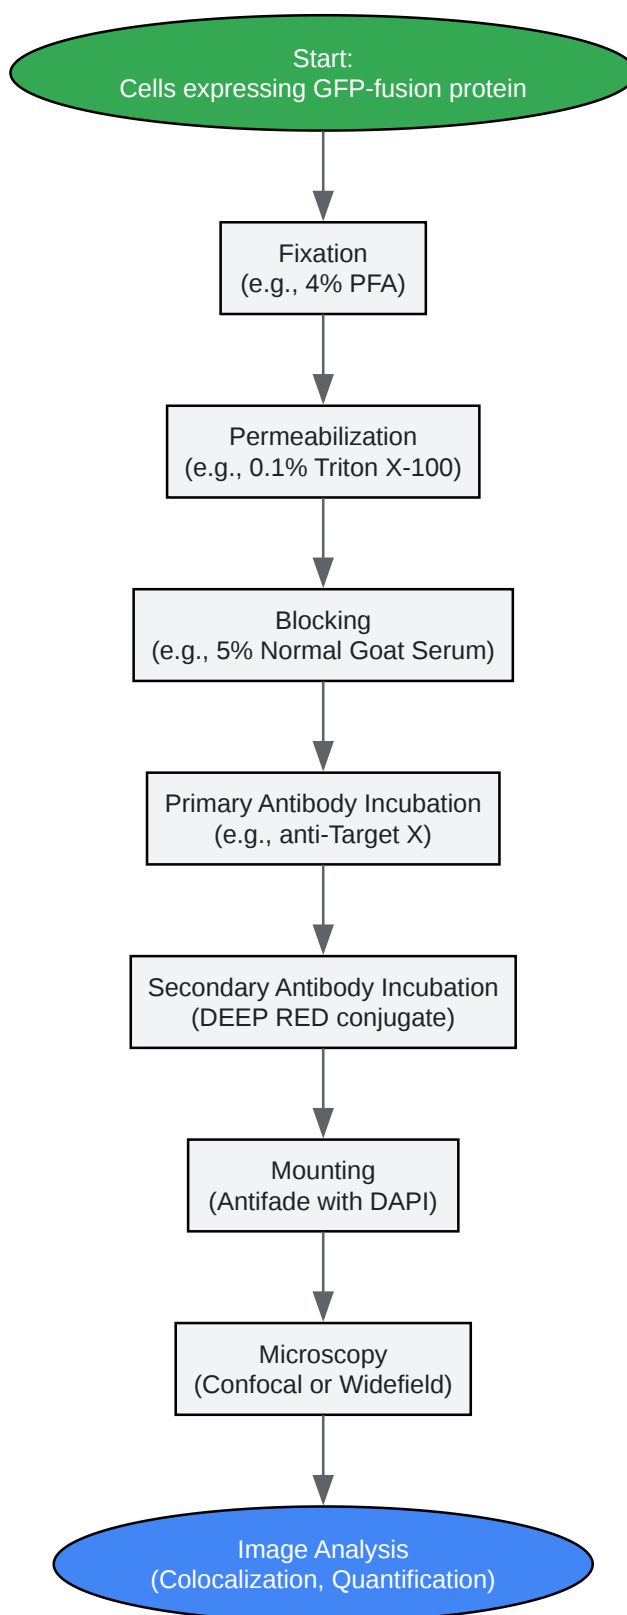 Start:
Cells expressing GFP-fusion protein
Fixation
(e.g., 4% PFA)
Permeabilization
(e.g., 0.1% Triton X-100)
Blocking
(e.g., 5% Normal Goat Serum)
Primary Antibody Incubation
(e.g., anti-Target X)
Secondary Antibody Incubation
(DEEP RED conjugate)
Mounting
(Antifade with DAPI)
Microscopy
(Confocal or Widefield)
Image Analysis
(Colocalization, Quantification)